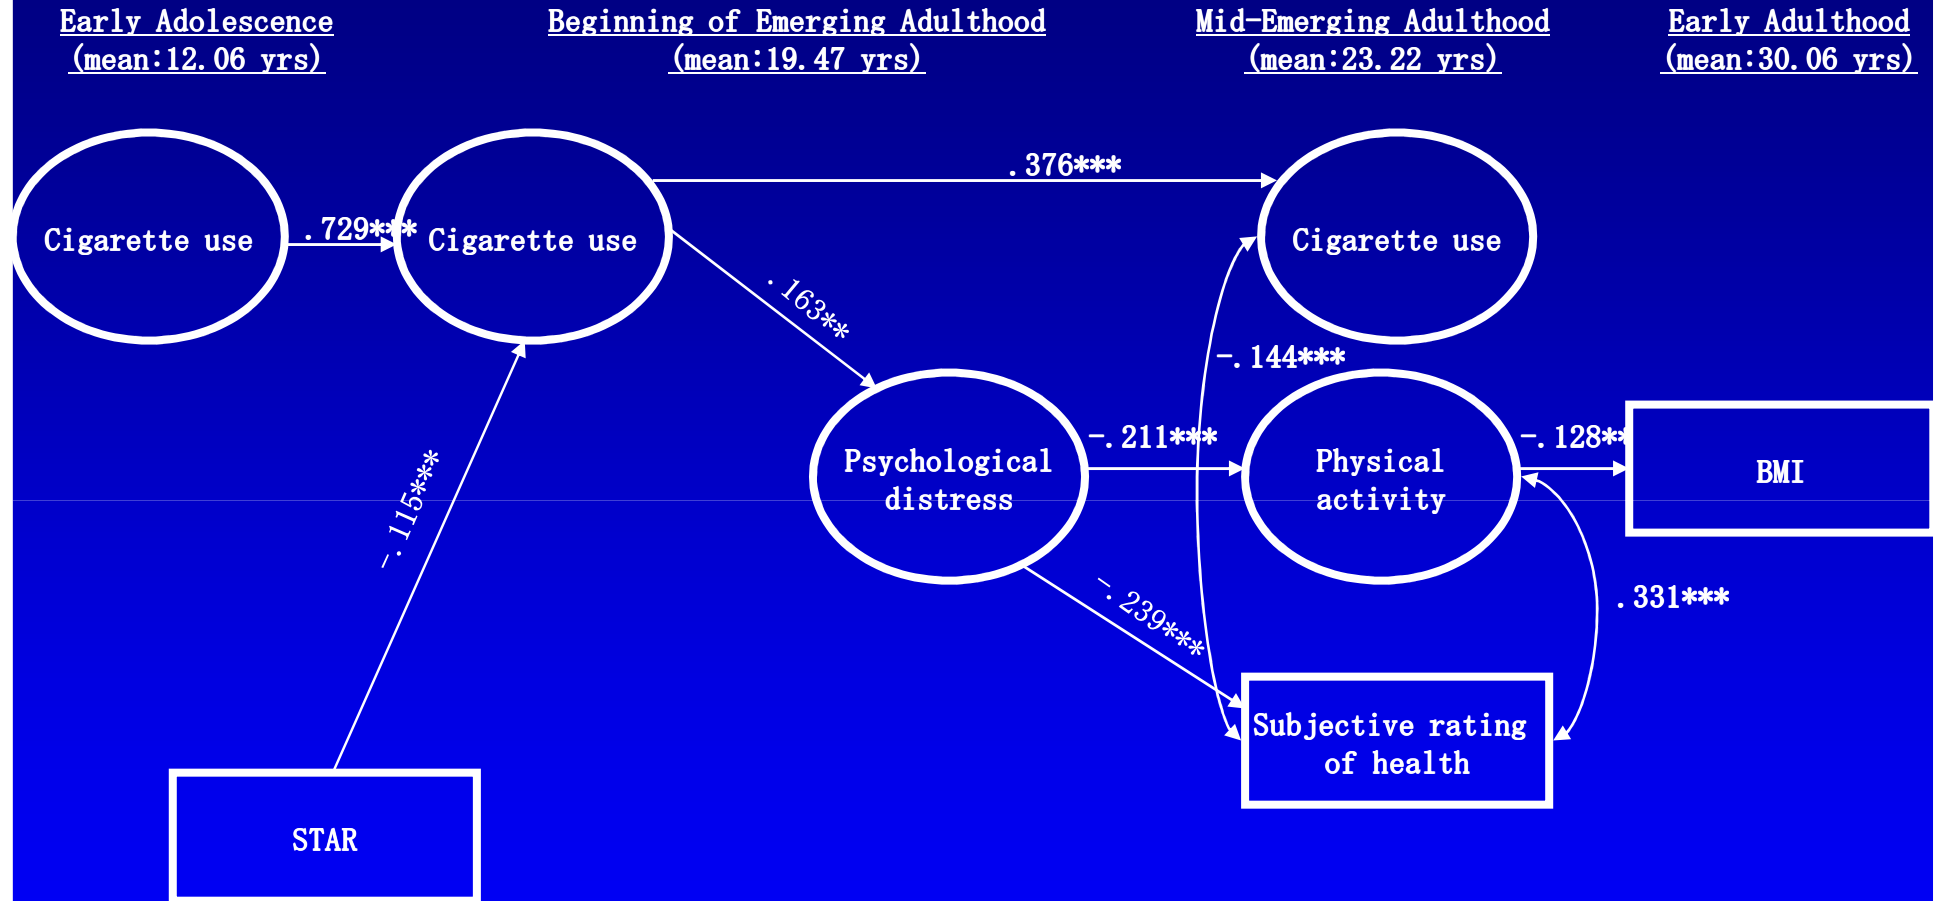 Early Adolescence
(mean:12.06 yrs)
Beginning of Emerging Adulthood
(mean:19.47 yrs)
Mid-Emerging Adulthood
(mean:23.22 yrs)
Early Adulthood
(mean:30.06 yrs)
.376***
Cigarette use
.729***
Cigarette use
Cigarette use
.163**
-.144***
-.211***
-.128**
Psychological
distress
Physical
activity
BMI
-.115***
-.239***
.331***
Subjective rating
of health
STAR